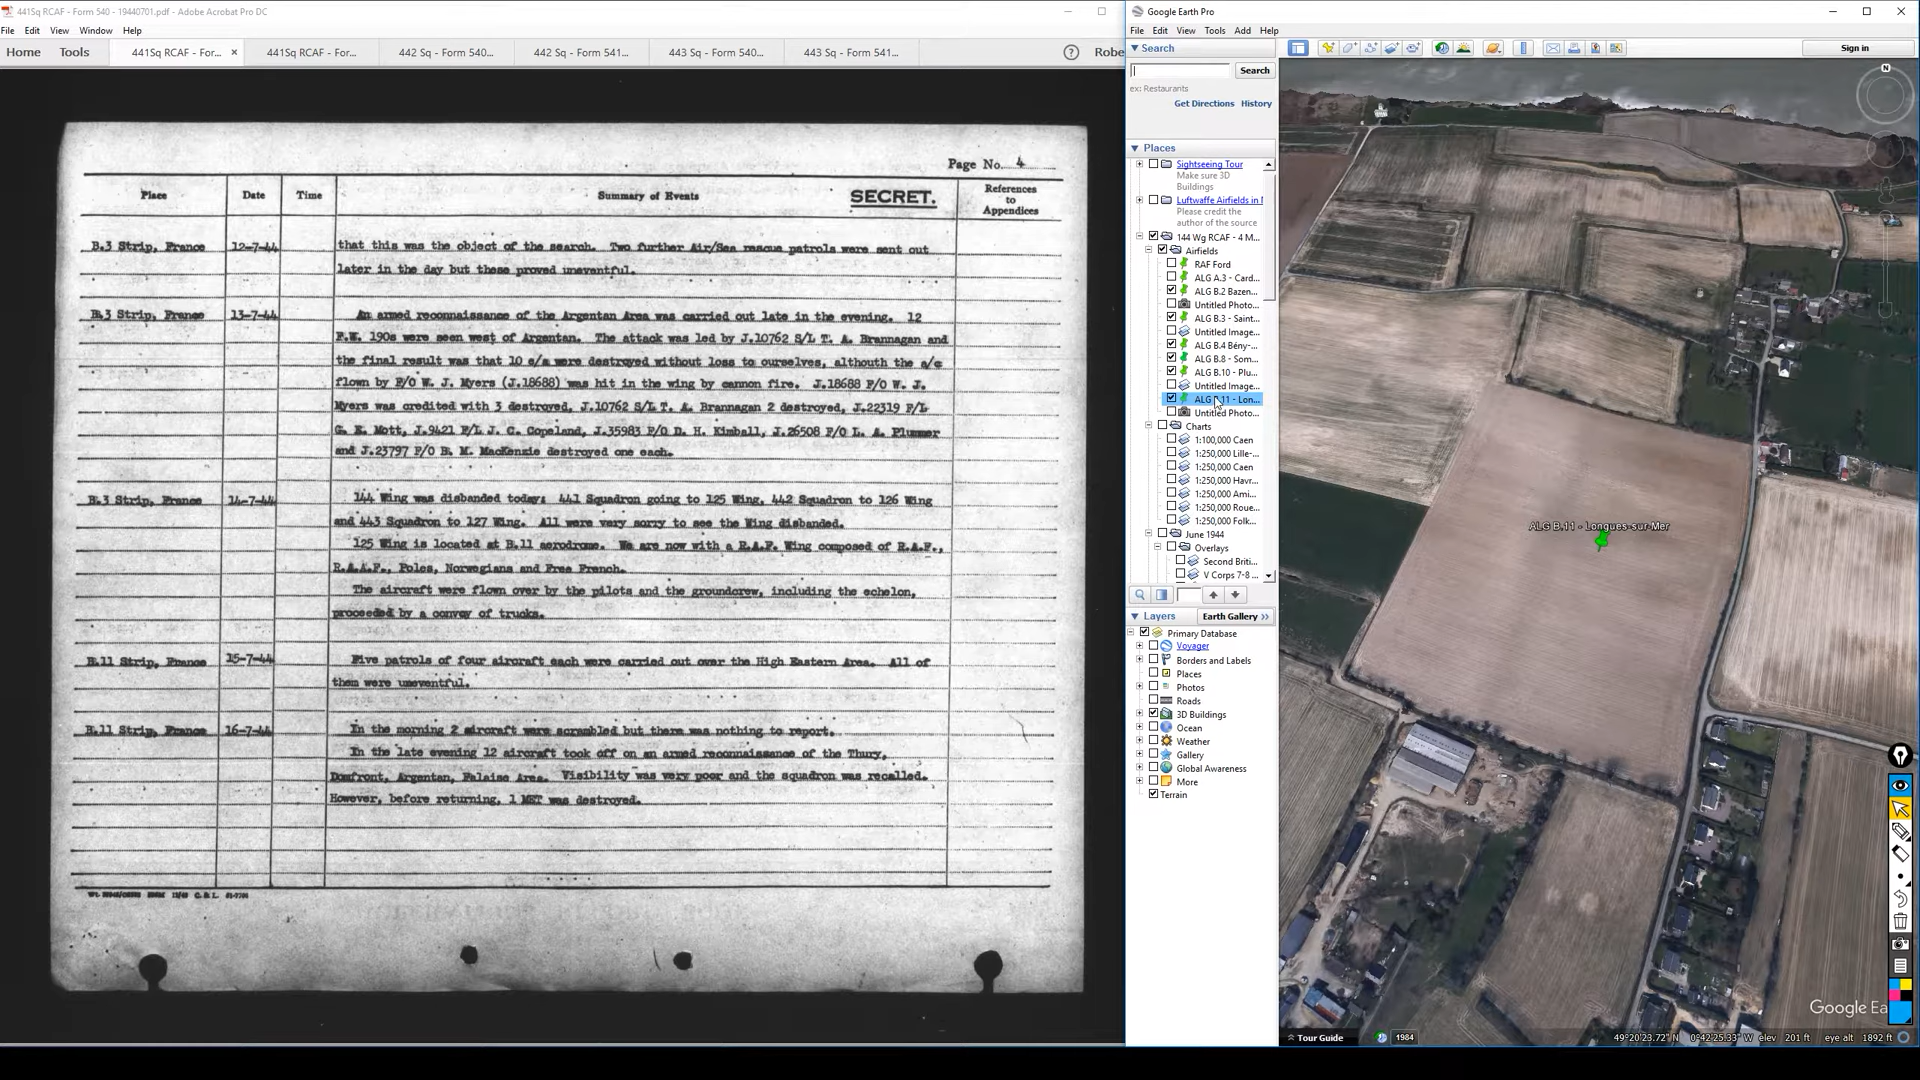 441Sq RCAF - Form 540 - 19440701.pdf - Adobe Acrobat Pro DC
File Edit View Window Help
Home Tools 441Sq RCAF - For... × 441Sq RCAF - For... 442 Sq - Form 540... 442 Sq - Form 541... 443 Sq - Form 540... 443 Sq - Form 541... Robe
Page No. 4
Place Date Time Summary of Events SECRET. References
to
Appendices
B.3 Strip, France 12-7-44 that this was the object of the search. Two further Air/Sea rescue patrols were sent out
later in the day but these proved uneventful.
B.3 Strip, France 13-7-44 An armed reconnaissance of the Argentan Area was carried out late in the evening. 12
F.W. 190s were seen west of Argentan. The attack was led by J.10762 S/L T. A. Brannagan and
the final result was that 10 e/a were destroyed without loss to ourselves, althouth the a/c
flown by F/O W. J. Myers (J.18688) was hit in the wing by cannon fire. J.18688 F/O W. J.
Myers was credited with 3 destroyed, J.10762 S/L T. A. Brannagan 2 destroyed, J.22319 F/L
G. E. Mott, J.9421 F/L J. C. Copeland, J.35983 F/O D. H. Kimball, J.26508 F/O L. A. Plummer
and J.23797 F/O B. M. MacKenzie destroyed one each.
B.3 Strip, France 14-7-44 144 Wing was disbanded today: 441 Squadron going to 125 Wing, 442 Squadron to 126 Wing
and 443 Squadron to 127 Wing. All were very sorry to see the Wing disbanded.
125 Wing is located at B.11 aerodrome. We are now with a R.A.F. Wing composed of R.A.F.,
R.A.A.F., Poles, Norwegians and Free French.
The aircraft were flown over by the pilots and the groundcrew, including the echelon,
proceeded by a convoy of trucks.
B.11 Strip, France 15-7-44 Five patrols of four aircraft each were carried out over the High Eastern Area. All of
them were uneventful.
B.11 Strip, France 16-7-44 In the morning 2 aircraft were scrambled but there was nothing to report.
In the late evening 12 aircraft took off on an armed reconnaissance of the Thury,
Domfront, Argentan, Falaise Area. Visibility was very poor and the squadron was recalled.
However, before returning, 1 MET was destroyed.
Google Earth Pro
File Edit View Tools Add Help
Search
Sign in
Search
ex: Restaurants
Get Directions History
Places
Sightseeing Tour
Make sure 3D
Buildings
Luftwaffe Airfields in
Please credit the
author of the source
144 Wg RCAF - 4 M...
Airfields
RAF Ford
ALG A.3 - Card...
ALG B.2 Bazen...
Untitled Photo...
ALG B.3 - Saint...
Untitled Image...
ALG B.4 Bény-...
ALG B.8 - Som...
ALG B.10 - Plu...
Untitled Image...
ALG B.11 - Lon...
Untitled Photo...
Charts
1:100,000 Caen
1:250,000 Lille-...
1:250,000 Caen
1:250,000 Havr...
1:250,000 Ami...
1:250,000 Roue...
1:250,000 Folk...
June 1944
Overlays
Second Briti...
V Corps 7-8 ...
Layers Earth Gallery >>
Primary Database
Voyager
Borders and Labels
Places
Photos
Roads
3D Buildings
Ocean
Weather
Gallery
Global Awareness
More
Terrain
N
ALG B.11 - Longues-sur-Mer
Google Ea
Tour Guide 1984 49°20'23.72" N 0°42'25.33" W elev 201 ft eye alt 1892 ft